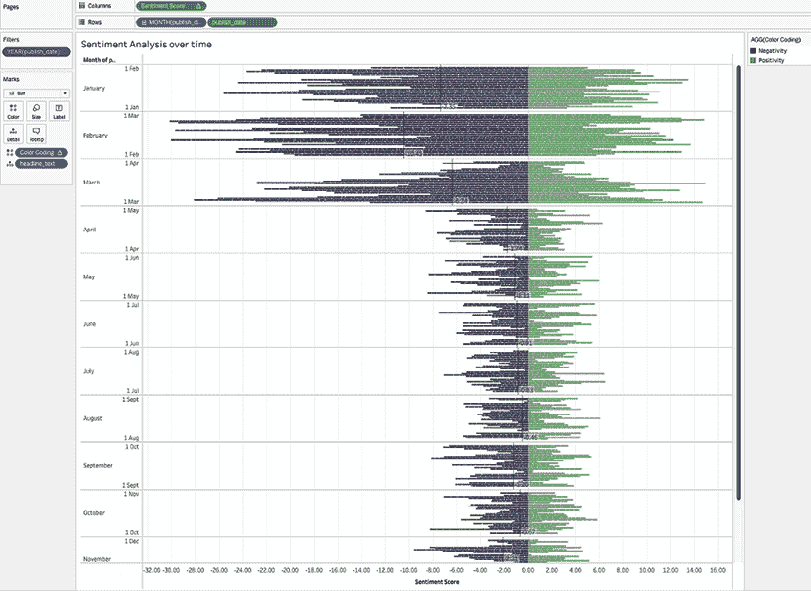 Pages
Columns
Sentiment Score
Rows
MONTH(publish_d..
publish_date
Filters
YEAR(publish_date)
Marks
Bar
Color
Size
Label
Detail
Tooltip
Color Coding
headline_text
Sentiment Analysis over time
Month of p..
January
1 Feb
1 Jan
February
1 Mar
1 Feb
March
1 Apr
1 Mar
April
1 May
1 Apr
May
1 Jun
1 May
June
1 Jul
1 Jun
July
1 Aug
1 Jul
August
1 Sept
1 Aug
September
1 Oct
1 Sept
October
1 Nov
1 Oct
November
1 Dec
-32.00 -30.00 -28.00 -26.00 -24.00 -22.00 -20.00 -18.00 -16.00 -14.00 -12.00 -10.00 -8.00 -6.00 -4.00 -2.00 0.00 2.00 4.00 6.00 8.00 10.00 12.00 14.00 16.00
Sentiment Score
AGG(Color Coding)
Negativity
Positivity